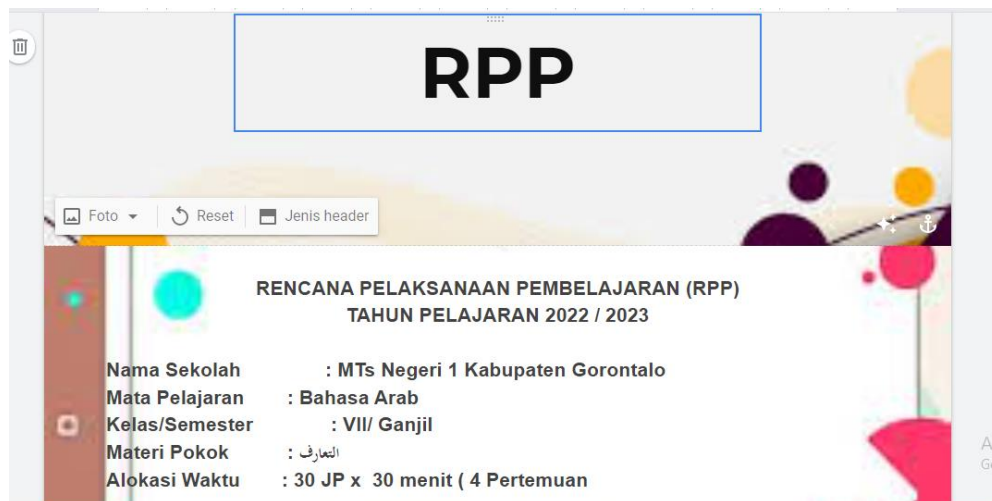 RPP
Foto
Reset
Jenis header
RENCANA PELAKSANAAN PEMBELAJARAN (RPP)
TAHUN PELAJARAN 2022 / 2023
Nama Sekolah : MTs Negeri 1 Kabupaten Gorontalo
Mata Pelajaran : Bahasa Arab
Kelas/Semester : VII/ Ganjil
Materi Pokok : التعارف
Alokasi Waktu : 30 JP x 30 menit ( 4 Pertemuan